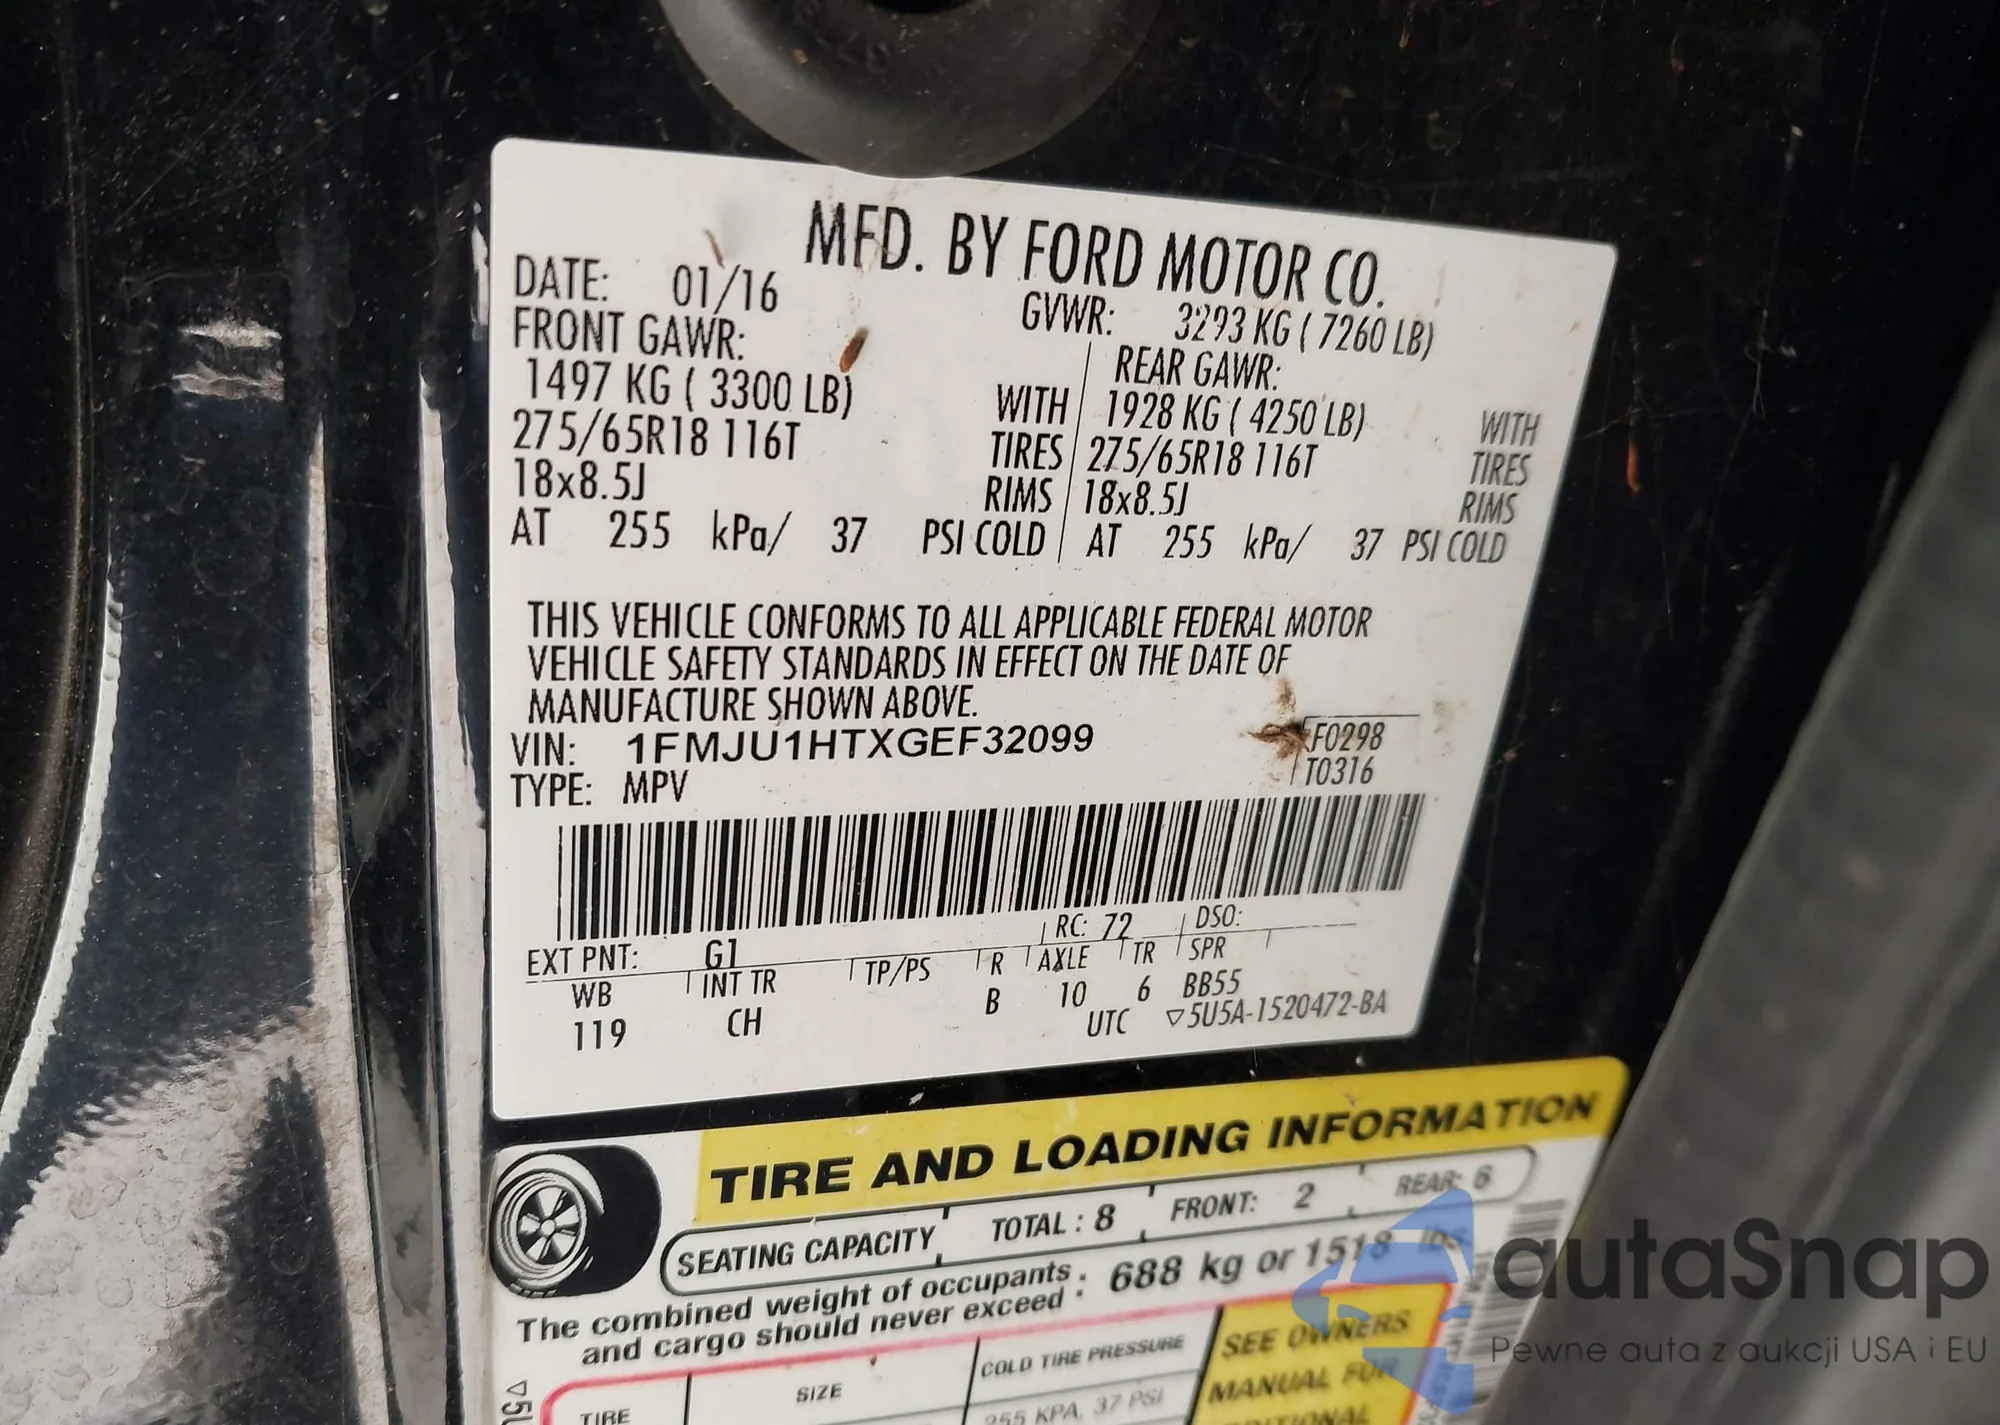 MFD. BY FORD MOTOR CO.
DATE: 01/16 GVWR: 3293 KG ( 7260 LB)
FRONT GAWR: REAR GAWR:
1497 KG ( 3300 LB) WITH 1928 KG ( 4250 LB) WITH
275/65R18 116T TIRES 275/65R18 116T TIRES
18x8.5J RIMS 18x8.5J RIMS
AT 255 kPa/ 37 PSI COLD AT 255 kPa/ 37 PSI COLD
THIS VEHICLE CONFORMS TO ALL APPLICABLE FEDERAL MOTOR
VEHICLE SAFETY STANDARDS IN EFFECT ON THE DATE OF
MANUFACTURE SHOWN ABOVE.
VIN: 1FMJU1HTXGEF32099 F0298
TYPE: MPV T0316
EXT PNT: G1 RC: 72 DSO:
WB INT TR TP/PS R AXLE TR SPR
119 CH B 10 6 BB55
UTC ▽5U5A-1520472-BA
TIRE AND LOADING INFORMATION
SEATING CAPACITY TOTAL : 8 FRONT: 2 REAR: 6
The combined weight of occupants : 688 kg or 1518 lbs
and cargo should never exceed
TIRE SIZE COLD TIRE PRESSURE SEE OWNERS
255 KPA, 37 PSI MANUAL FOR
autaSnap
Pewne auta z aukcji USA i EU